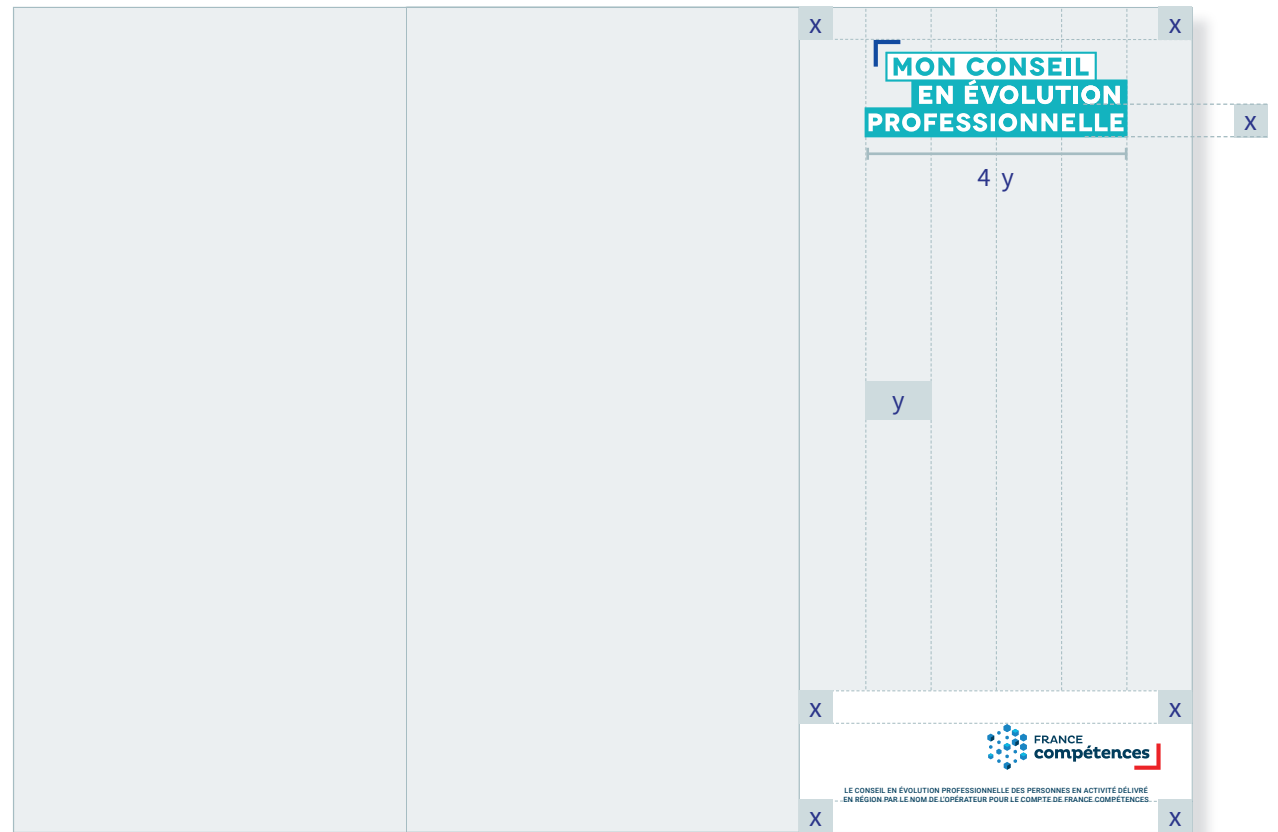 X X
MON CONSEIL
EN ÉVOLUTION
PROFESSIONNELLE
X
4 y
y
X X
FRANCE
compétences
LE CONSEIL EN ÉVOLUTION PROFESSIONNELLE DES PERSONNES EN ACTIVITÉ DÉLIVRÉ
EN RÉGION PAR LE NOM DE L'OPÉRATEUR POUR LE COMPTE DE FRANCE COMPÉTENCES
X X